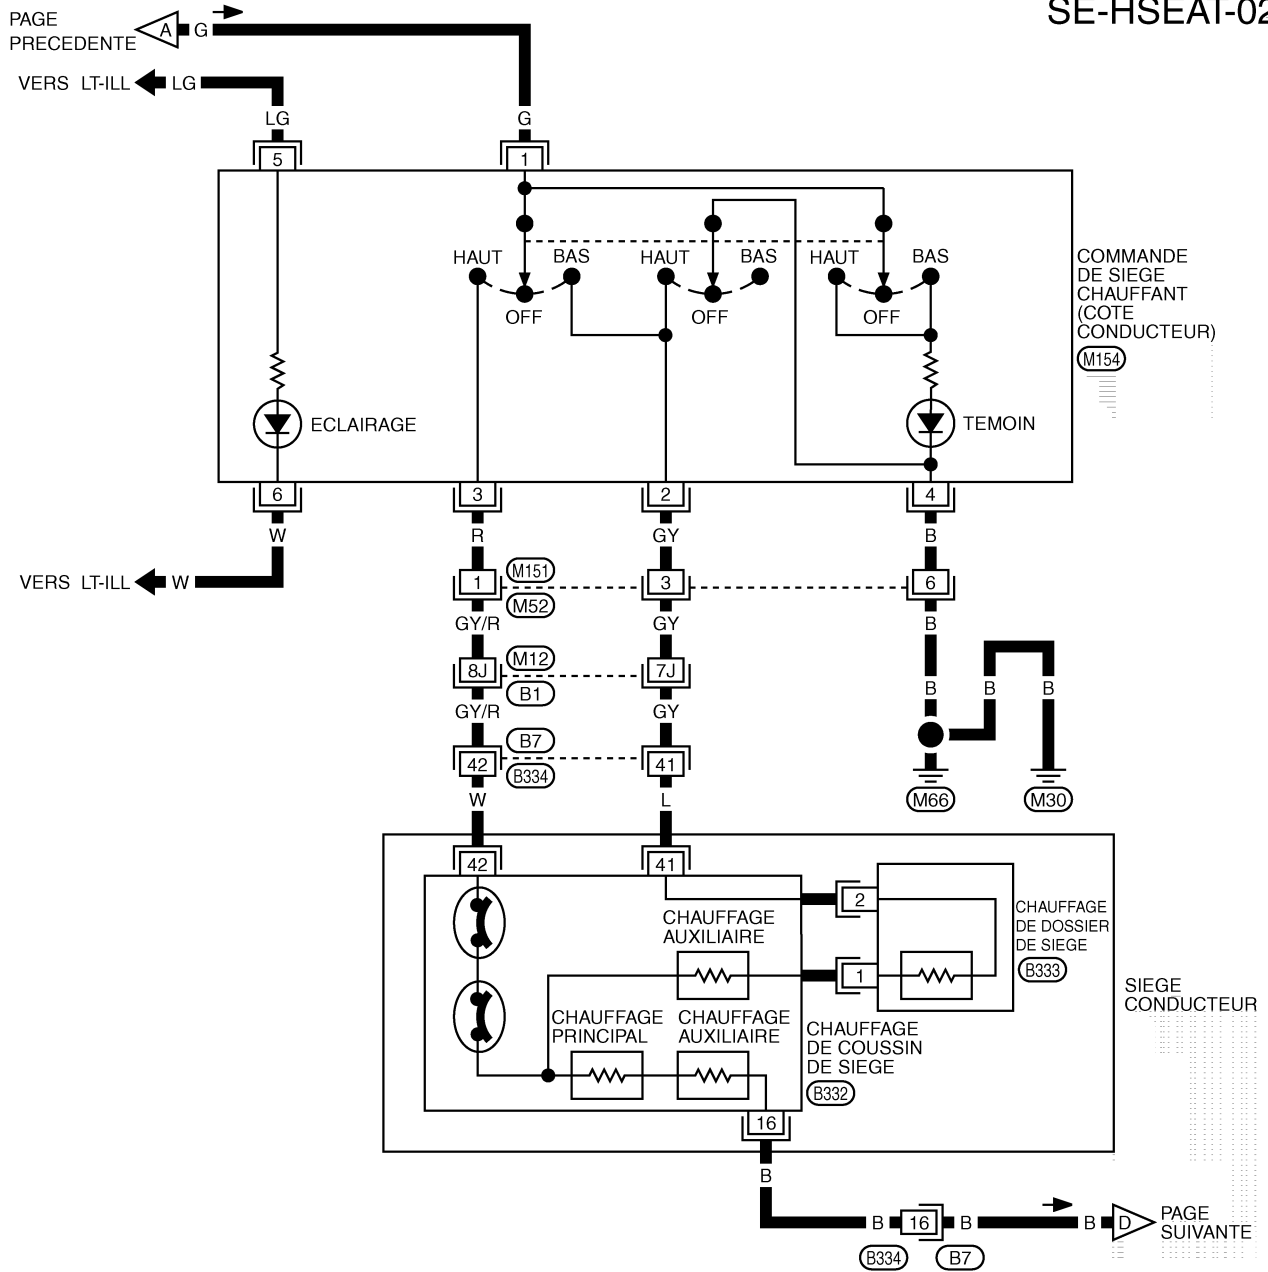 SE-HSEAT-02
PAGE
PRECEDENTE
A G
VERS LT-ILL LG
LG G
5 1
HAUT BAS HAUT BAS HAUT BAS
OFF OFF OFF
COMMANDE
DE SIEGE
CHAUFFANT
(COTE
CONDUCTEUR)
M154
ECLAIRAGE TEMOIN
6 3 2 4
W R GY B
VERS LT-ILL W
1 M151 3 6
M52
GY/R GY B
8J M12 7J
B1
B B B
GY/R GY
42 B7 41
B334
W L
M66 M30
42 41
2
CHAUFFAGE
AUXILIAIRE
1
CHAUFFAGE
DE DOSSIER
DE SIEGE
B333
SIEGE
CONDUCTEUR
CHAUFFAGE
PRINCIPAL
CHAUFFAGE
AUXILIAIRE
CHAUFFAGE
DE COUSSIN
DE SIEGE
B332
16
B
B 16 B B D
PAGE
SUIVANTE
B334 B7